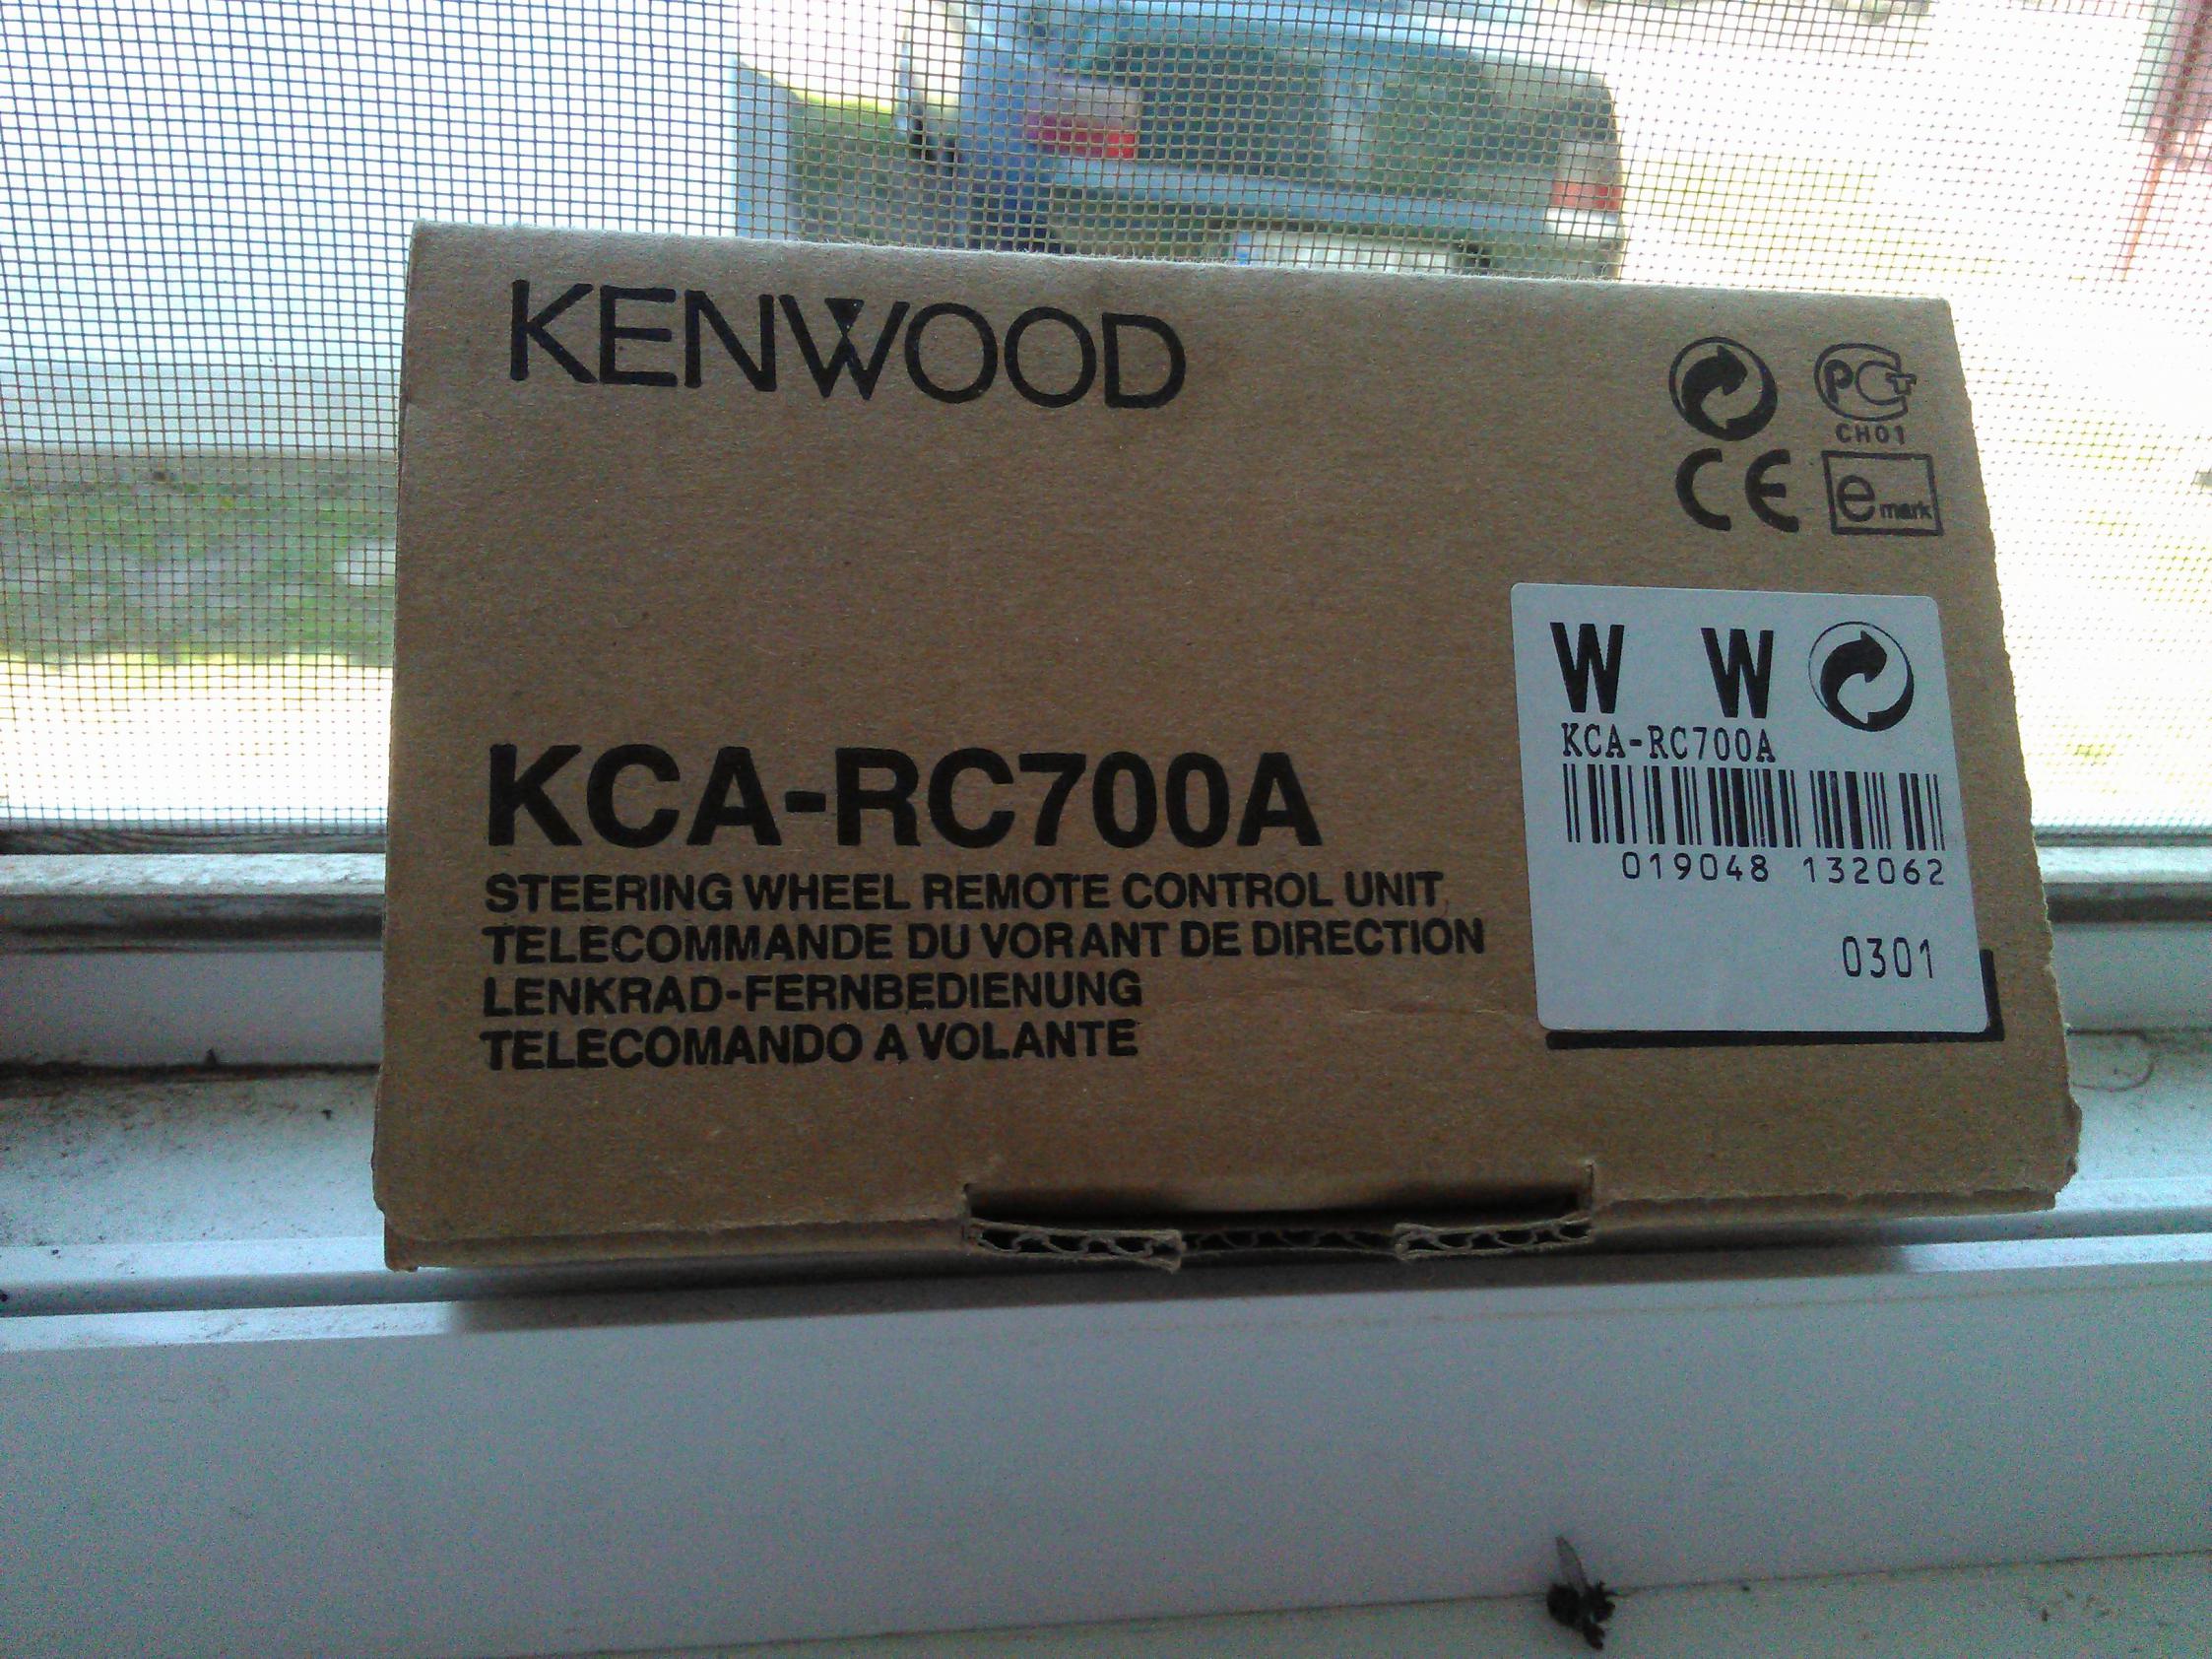 KENWOOD
PCT
CH01
CE
e mark
W W
KCA-RC700A
019048 132062
0301
KCA-RC700A
STEERING WHEEL REMOTE CONTROL UNIT
TELECOMMANDE DU VORANT DE DIRECTION
LENKRAD-FERNBEDIENUNG
TELECOMANDO A VOLANTE